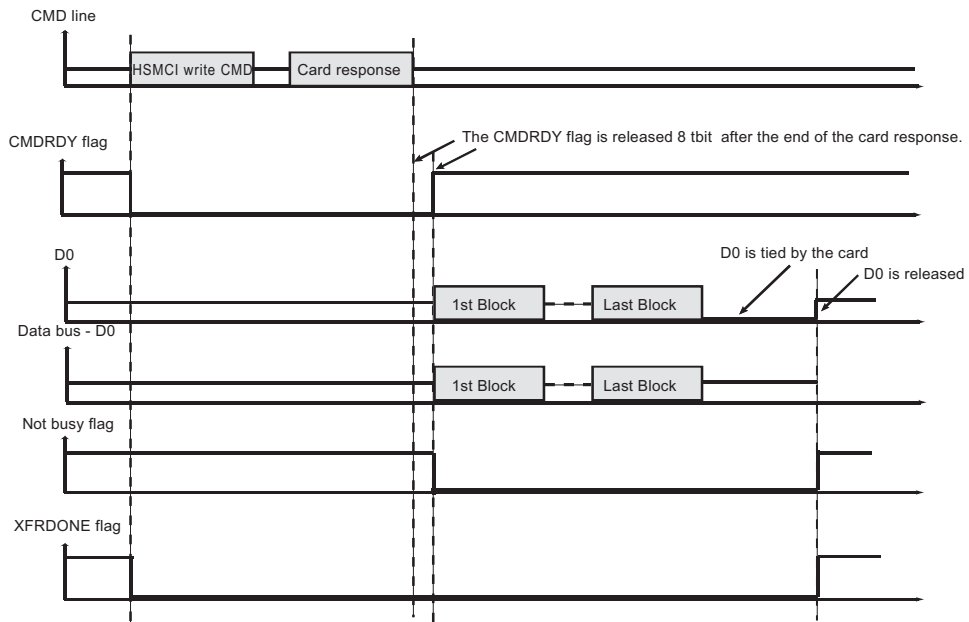 CMD line
HSMCI write CMD
Card response
The CMDRDY flag is released 8 tbit after the end of the card response.
CMDRDY flag
D0 is tied by the card
D0
D0 is released
1st Block
Last Block
Data bus - D0
1st Block
Last Block
Not busy flag
XFRDONE flag